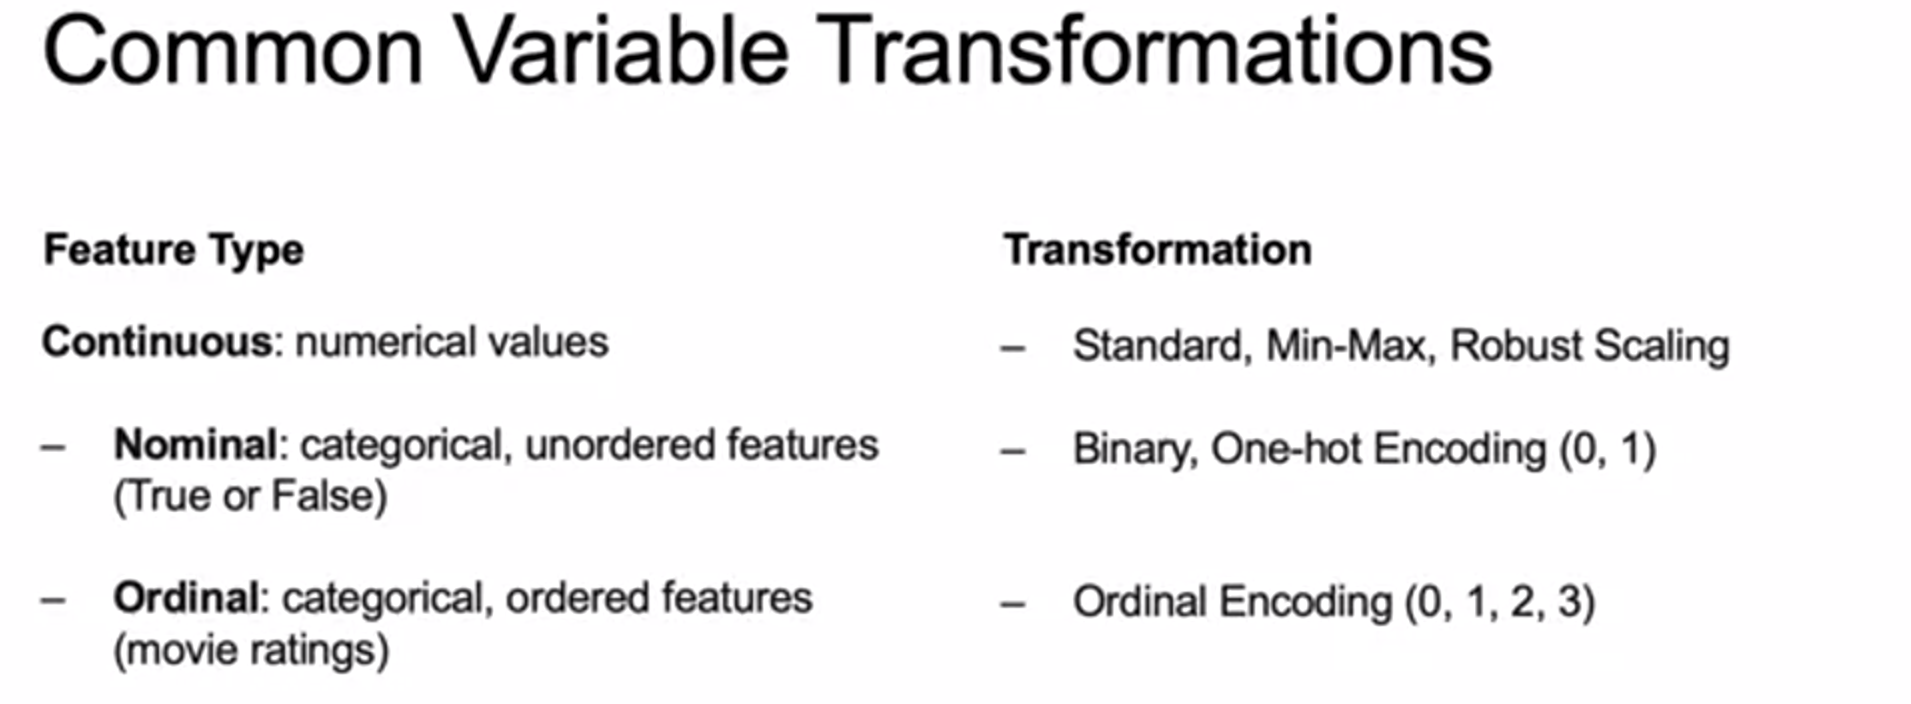 Common Variable Transformations
Feature Type
Transformation
Continuous: numerical values
– Standard, Min-Max, Robust Scaling
– Nominal: categorical, unordered features
(True or False)
– Binary, One-hot Encoding (0, 1)
– Ordinal: categorical, ordered features
(movie ratings)
– Ordinal Encoding (0, 1, 2, 3)